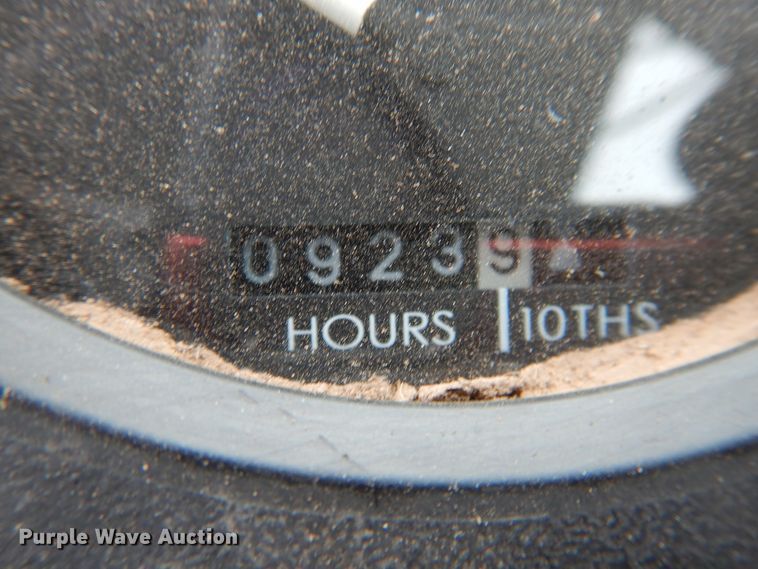 09239
HOURS 10THS
Purple Wave Auction®